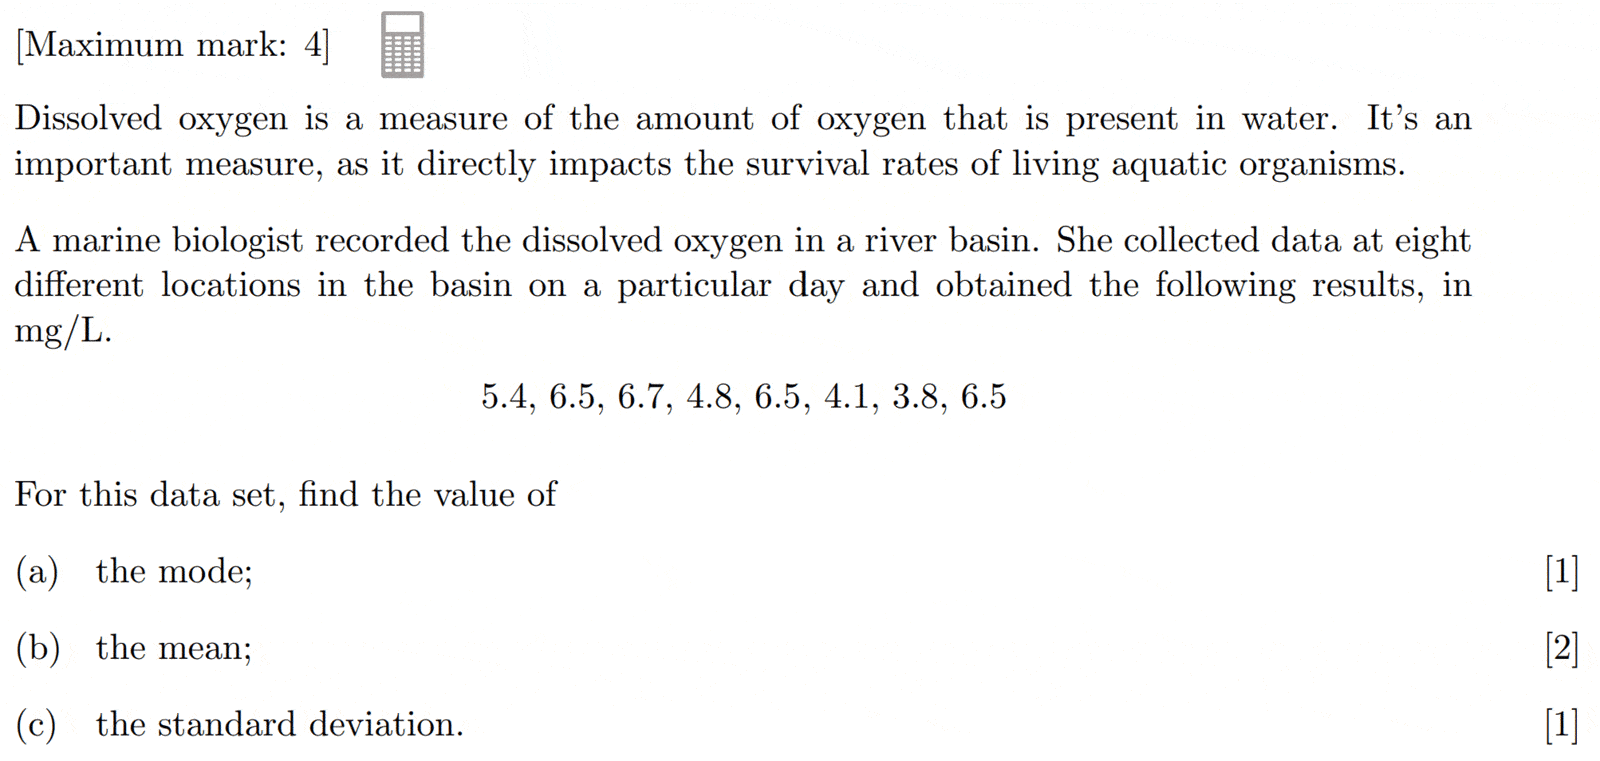 [Maximum mark: 4]
Dissolved oxygen is a measure of the amount of oxygen that is present in water. It's an
important measure, as it directly impacts the survival rates of living aquatic organisms.
A marine biologist recorded the dissolved oxygen in a river basin. She collected data at eight
different locations in the basin on a particular day and obtained the following results, in
mg/L.
5.4, 6.5, 6.7, 4.8, 6.5, 4.1, 3.8, 6.5
For this data set, find the value of
(a) the mode; [1]
(b) the mean; [2]
(c) the standard deviation. [1]